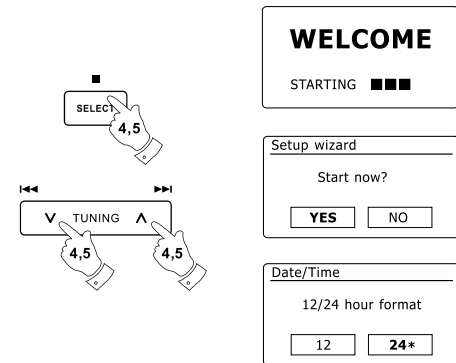 SELECT
4,5
TUNING
4,5
4,5
WELCOME
STARTING
Setup wizard
Start now?
YES NO
Date/Time
12/24 hour format
12 24*